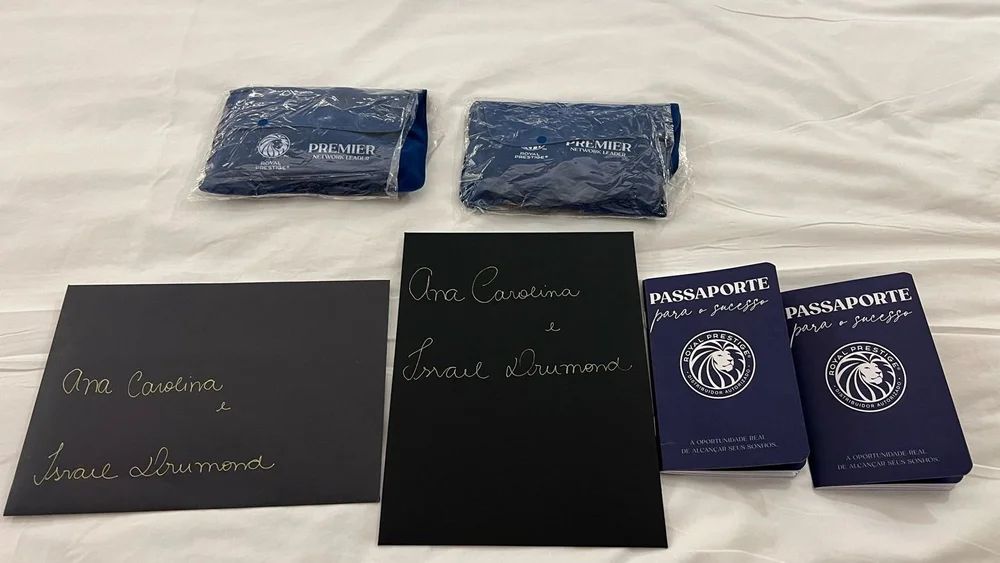 ROYAL
PRESTIGE®
PREMIER
NETWORK LEADER
ROYAL
PRESTIGE®
PREMIER
NETWORK LEADER
Ana Carolina
e
Israel Drumond
Ana Carolina
e
Israel Drumond
PASSAPORTE
para o sucesso
ROYAL PRESTIGE®
DISTRIBUIDOR AUTORIZADO
A OPORTUNIDADE REAL
DE ALCANÇAR SEUS SONHOS.
PASSAPORTE
para o sucesso
ROYAL PRESTIGE®
DISTRIBUIDOR AUTORIZADO
A OPORTUNIDADE REAL
DE ALCANÇAR SEUS SONHOS.